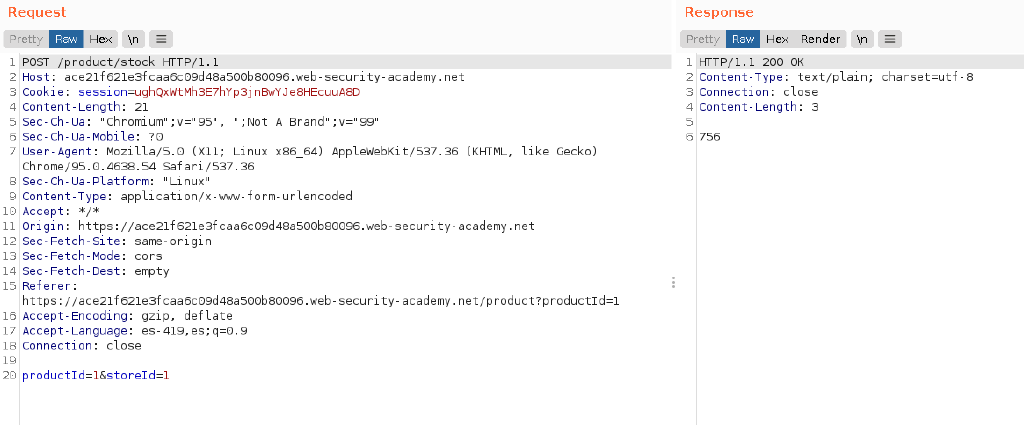 Request
Pretty Raw Hex \n
1 POST /product/stock HTTP/1.1
2 Host: ace21f621e3fcaa6c09d48a500b80096.web-security-academy.net
3 Cookie: session=ughQxWtMh3E7hYp3jnBwYJe8HEcuuA8D
4 Content-Length: 21
5 Sec-Ch-Ua: "Chromium";v="95", ";Not A Brand";v="99"
6 Sec-Ch-Ua-Mobile: ?0
7 User-Agent: Mozilla/5.0 (X11; Linux x86_64) AppleWebKit/537.36 (KHTML, like Gecko)
Chrome/95.0.4638.54 Safari/537.36
8 Sec-Ch-Ua-Platform: "Linux"
9 Content-Type: application/x-www-form-urlencoded
10 Accept: */*
11 Origin: https://ace21f621e3fcaa6c09d48a500b80096.web-security-academy.net
12 Sec-Fetch-Site: same-origin
13 Sec-Fetch-Mode: cors
14 Sec-Fetch-Dest: empty
15 Referer:
https://ace21f621e3fcaa6c09d48a500b80096.web-security-academy.net/product?productId=1
16 Accept-Encoding: gzip, deflate
17 Accept-Language: es-419,es;q=0.9
18 Connection: close
19
20 productId=1&storeId=1
Response
Pretty Raw Hex Render \n
1 HTTP/1.1 200 OK
2 Content-Type: text/plain; charset=utf-8
3 Connection: close
4 Content-Length: 3
5
6 756